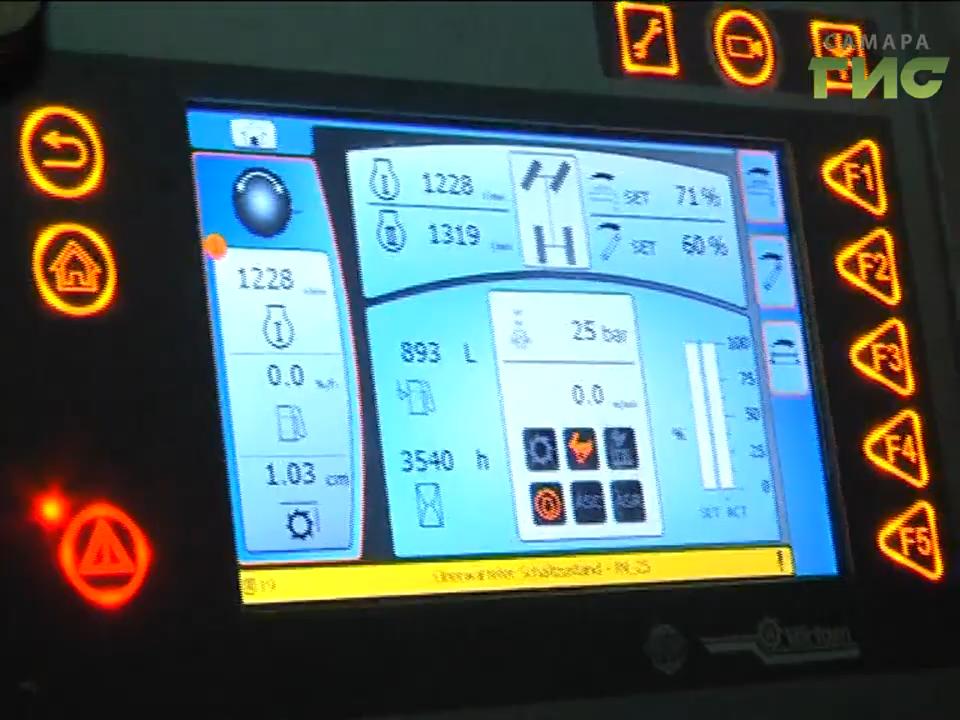 САМАРА
ГИС
F1
F2
F3
F4
F5
1228
1228
1319
SET 71%
SET 60%
0.0
1.03 cm
893 L
3540 h
25 bar
0.0
100
75
50
25
0
%
SET ACT
Wirtgen